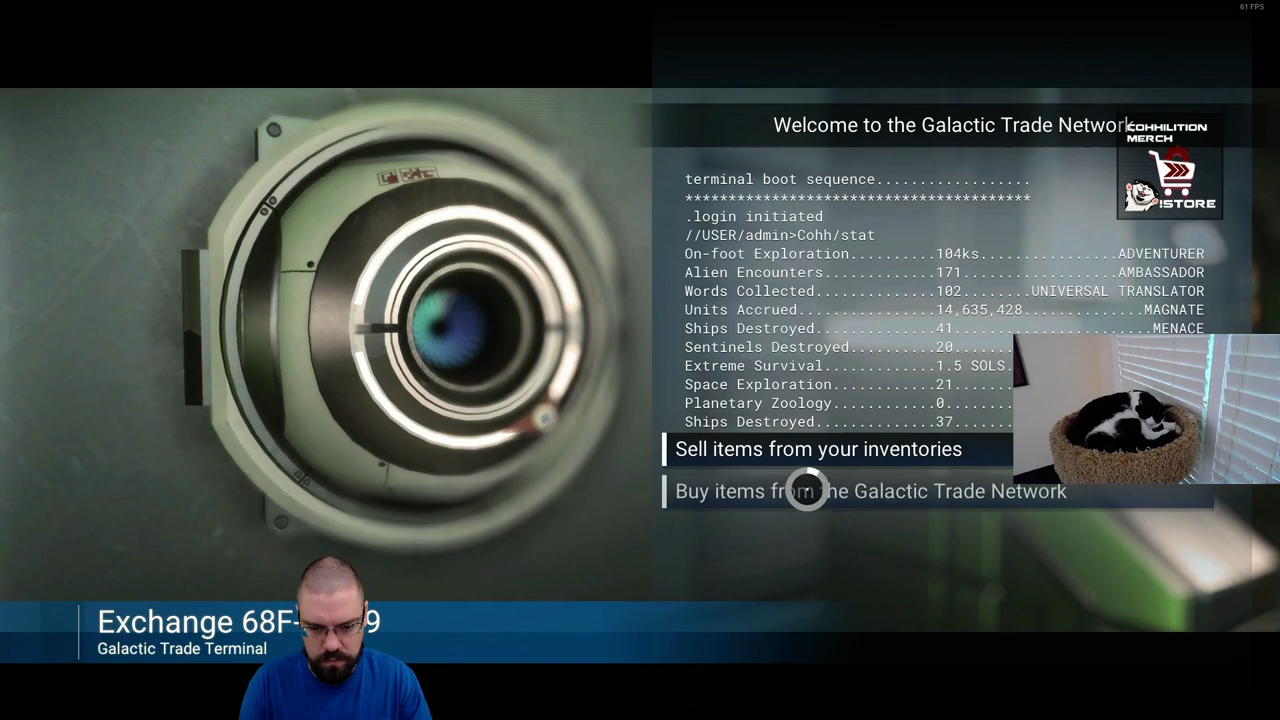 61 FPS
Welcome to the Galactic Trade Network
COHHILITION
MERCH
!STORE
terminal boot sequence..................
****************************************
.login initiated
//USER/admin>Cohh/stat
On-foot Exploration..........104ks................ADVENTURER
Alien Encounters.............171..................AMBASSADOR
Words Collected..............102........UNIVERSAL TRANSLATOR
Units Accrued................14,635,428..............MAGNATE
Ships Destroyed..............41.......................MENACE
Sentinels Destroyed..........20.......
Extreme Survival.............1.5 SOLS.
Space Exploration............21.......
Planetary Zoology............0........
Ships Destroyed..............37.......
Sell items from your inventories
Buy items from the Galactic Trade Network
Exchange 68F- 9
Galactic Trade Terminal